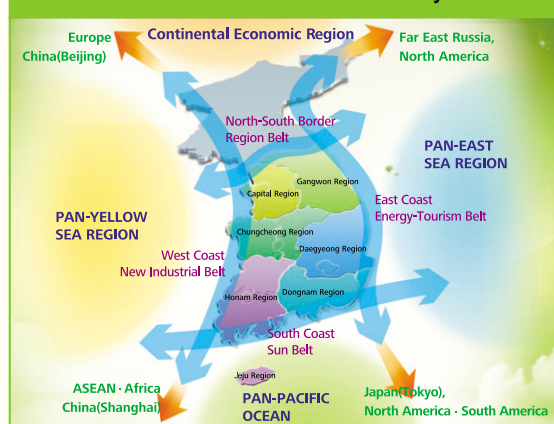 Europe
China(Beijing)
Continental Economic Region
Far East Russia,
North America
North-South Border
Region Belt
PAN-EAST
SEA REGION
Gangwon Region
Capital Region
East Coast
Energy-Tourism Belt
PAN-YELLOW
SEA REGION
Chungcheong Region
Daegyeong Region
West Coast
New Industrial Belt
Honam Region
Dongnam Region
South Coast
Sun Belt
Jeju Region
ASEAN · Africa
China(Shanghai)
PAN-PACIFIC
OCEAN
Japan(Tokyo),
North America · South America